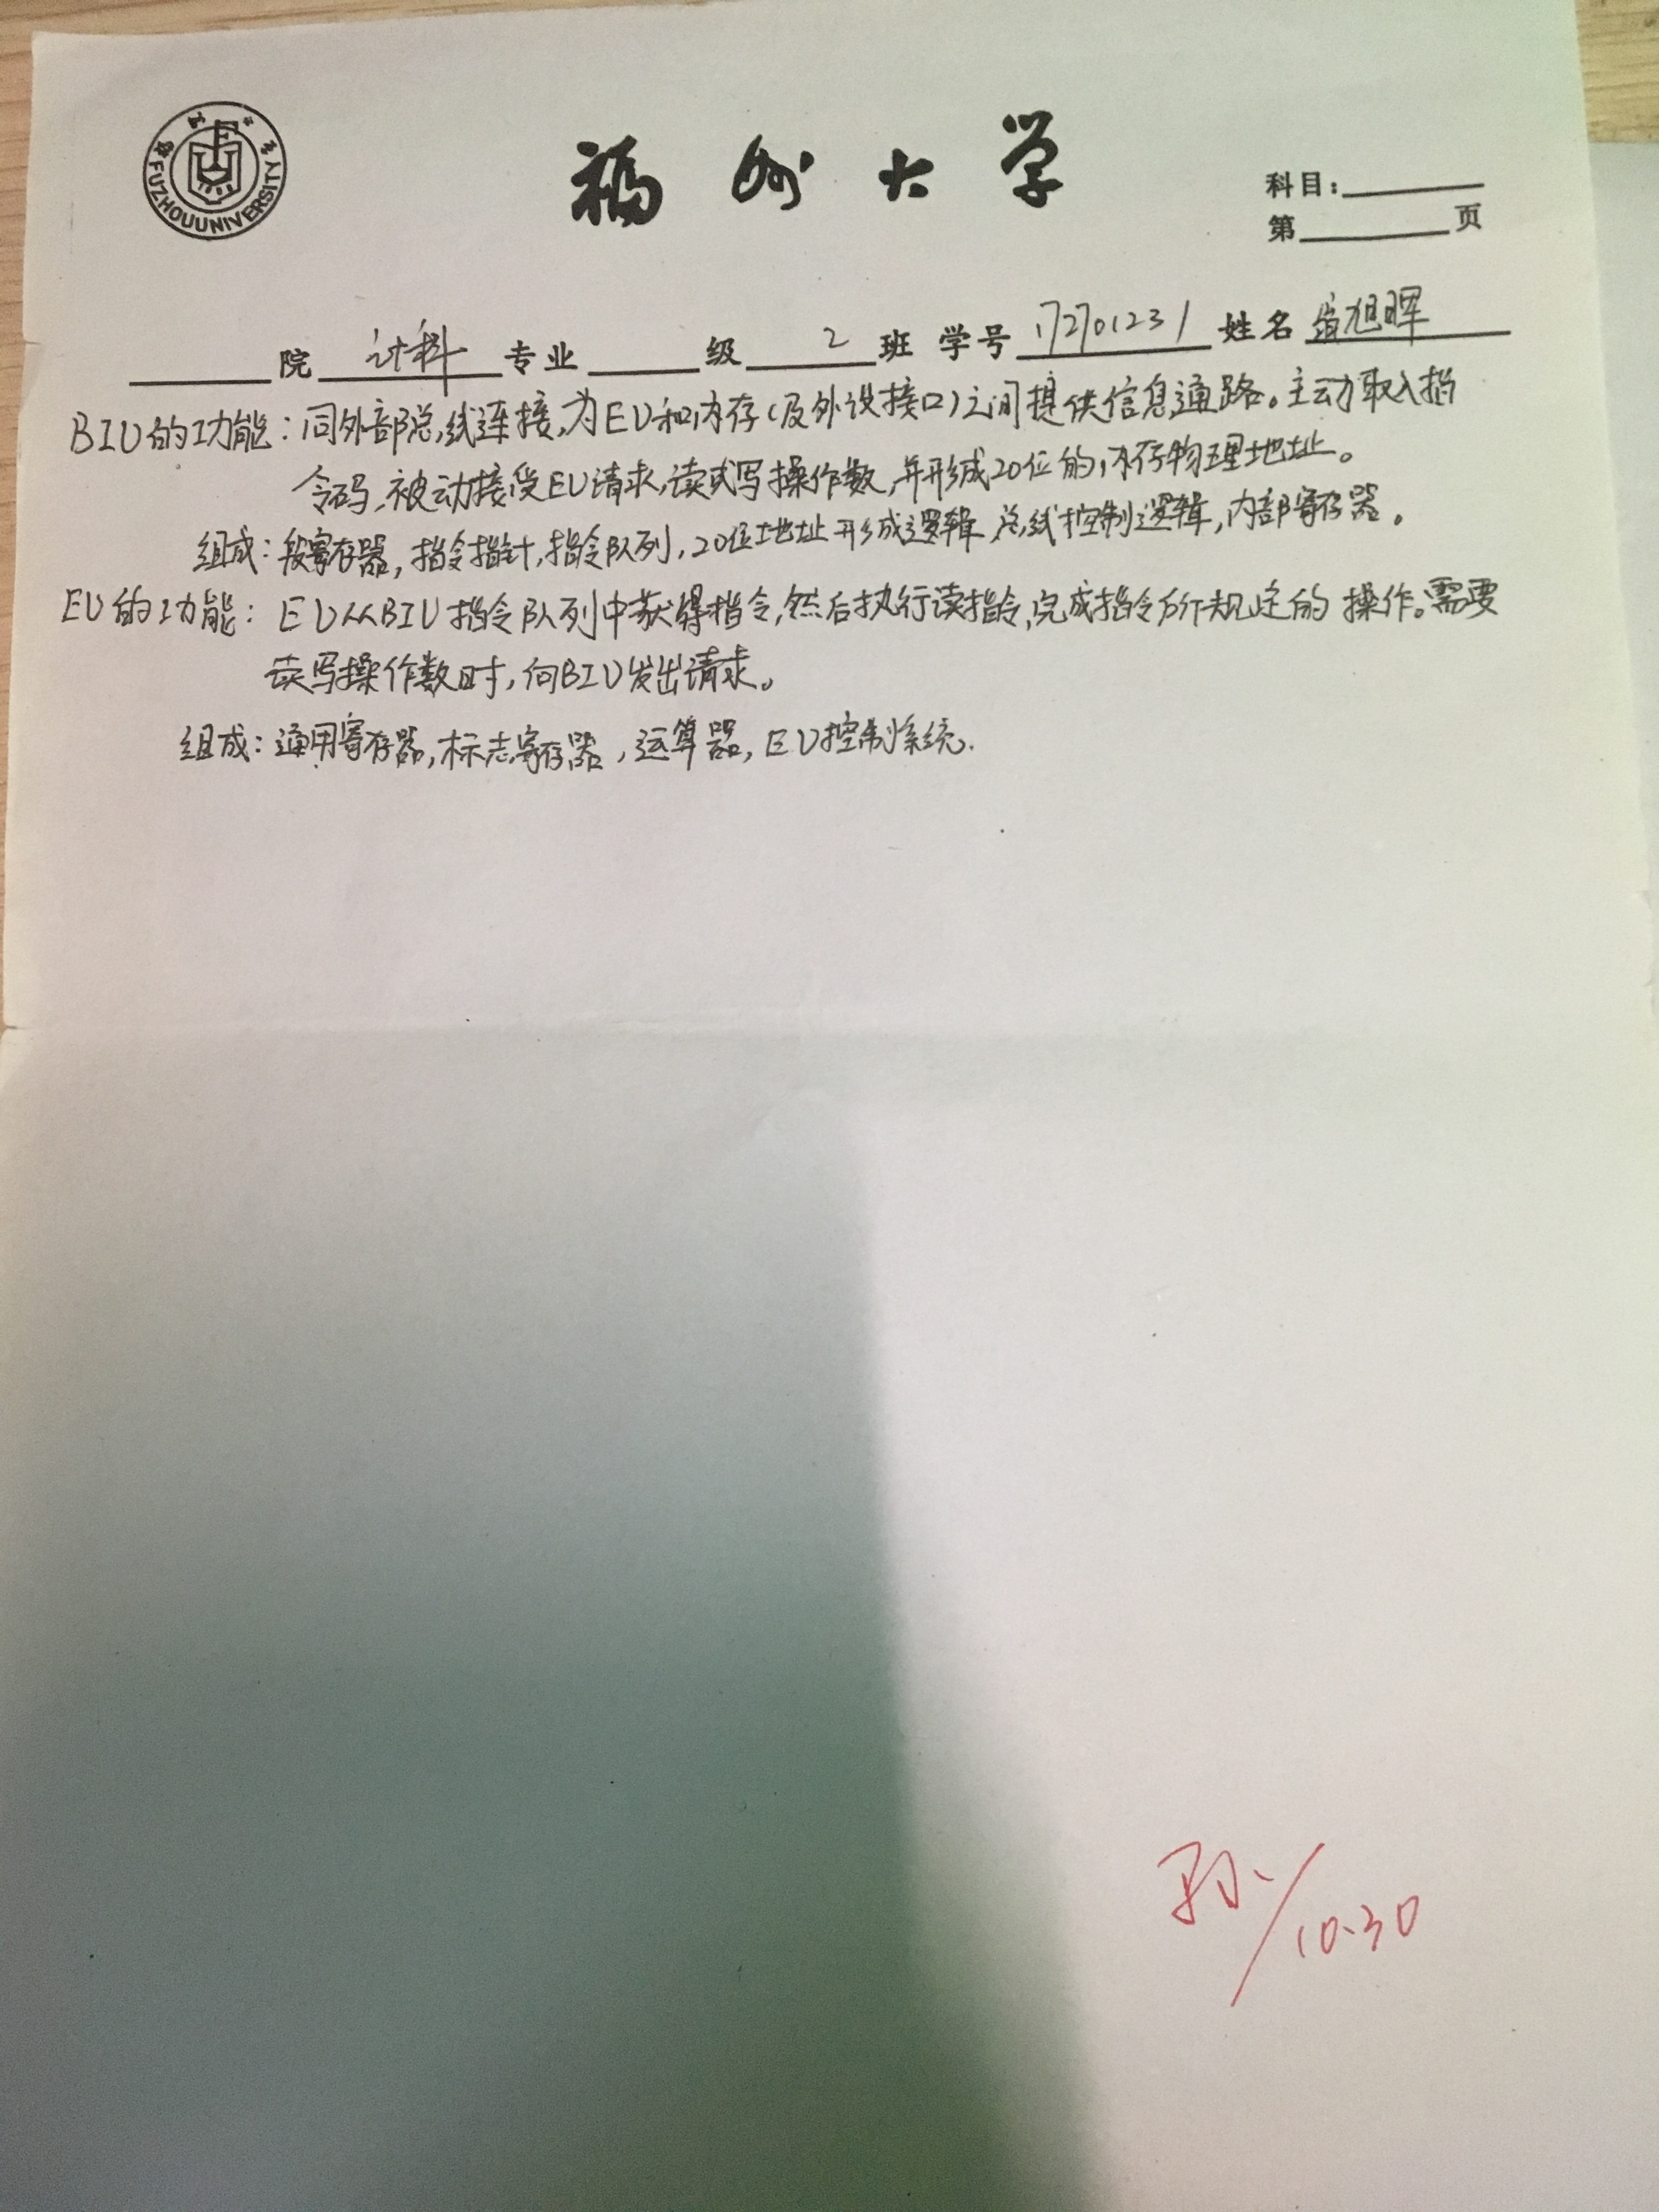 FUZHOU UNIVERSITY
福州大学
科目:
第 页
院 计科 专业 级 2 班 学号 172701231 姓名 旭晖
BIU的功能：同外部总线连接,为EU和内存(及外设接口)之间提供信息通路。主动取入指
令码,被动接受EU请求,读或写操作数,并形成20位的内存物理地址。
组成：段寄存器,指令指针,指令队列,20位地址形成逻辑,总线控制逻辑,内部寄存器。
EU的功能：EU从BIU指令队列中获得指令,然后执行读指令,完成指令所规定的操作。需要
读写操作数时,向BIU发出请求。
组成：通用寄存器,标志寄存器,运算器,EU控制系统.
10.30